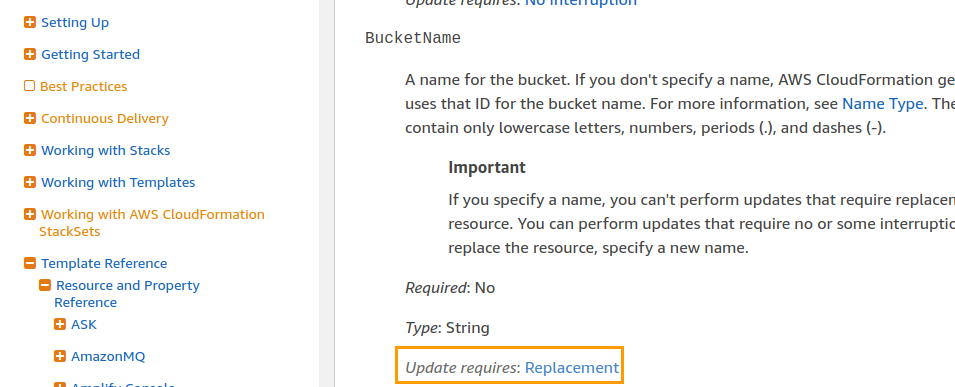 Setting Up
Getting Started
Best Practices
Continuous Delivery
Working with Stacks
Working with Templates
Working with AWS CloudFormation
StackSets
Template Reference
Resource and Property
Reference
ASK
AmazonMQ
Amplify Console
Update requires: No interruption
BucketName
A name for the bucket. If you don't specify a name, AWS CloudFormation ge
uses that ID for the bucket name. For more information, see Name Type. The
contain only lowercase letters, numbers, periods (.), and dashes (-).
Important
If you specify a name, you can't perform updates that require replacem
resource. You can perform updates that require no or some interruptio
replace the resource, specify a new name.
Required: No
Type: String
Update requires: Replacement